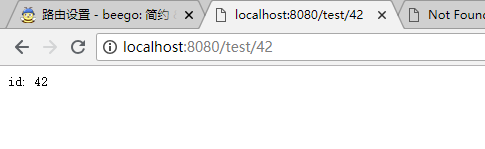 路由设置 - beego: 简约
localhost:8080/test/42
Not Found
localhost:8080/test/42
id: 42